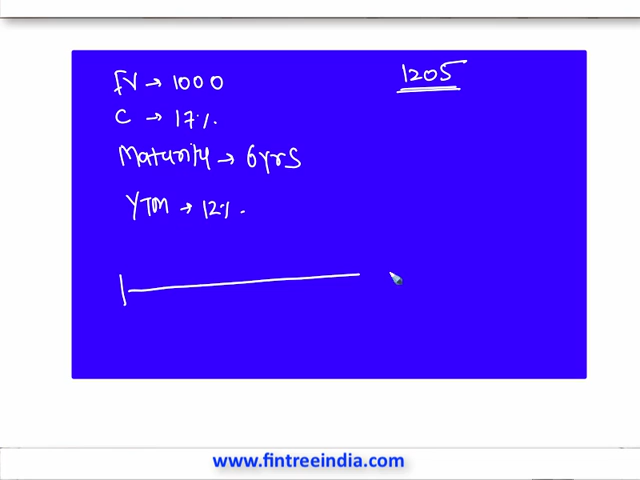 FV → 1000
1205
C → 17%.
Maturity → 6yrs
YTM → 12%.
www.fintreeindia.com